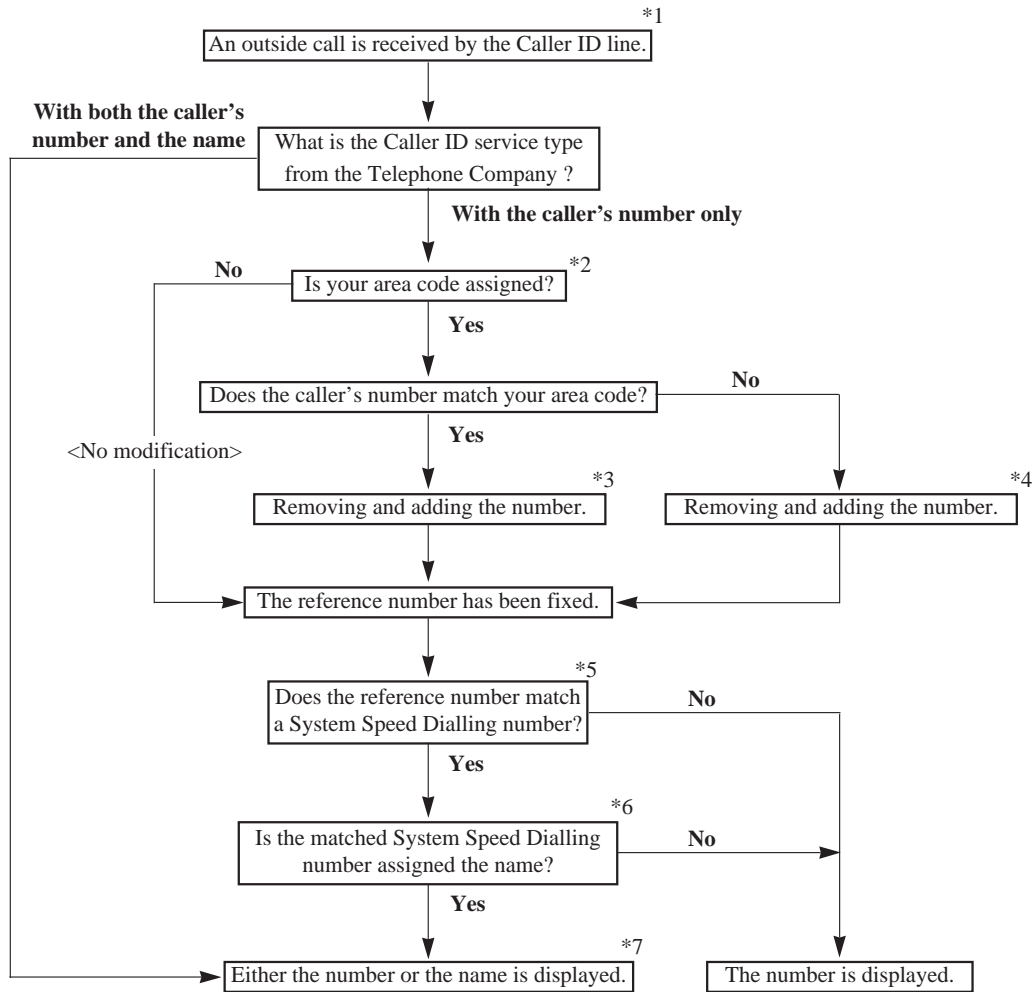 *1
An outside call is received by the Caller ID line.
With both the caller’s
number and the name
What is the Caller ID service type
from the Telephone Company ?
With the caller’s number only
*2
No
Is your area code assigned?
Yes
Does the caller’s number match your area code?
No
Yes
<No modification>
*3
Removing and adding the number.
*4
Removing and adding the number.
The reference number has been fixed.
*5
Does the reference number match
a System Speed Dialling number?
No
Yes
*6
Is the matched System Speed Dialling
number assigned the name?
No
Yes
*7
Either the number or the name is displayed.
The number is displayed.